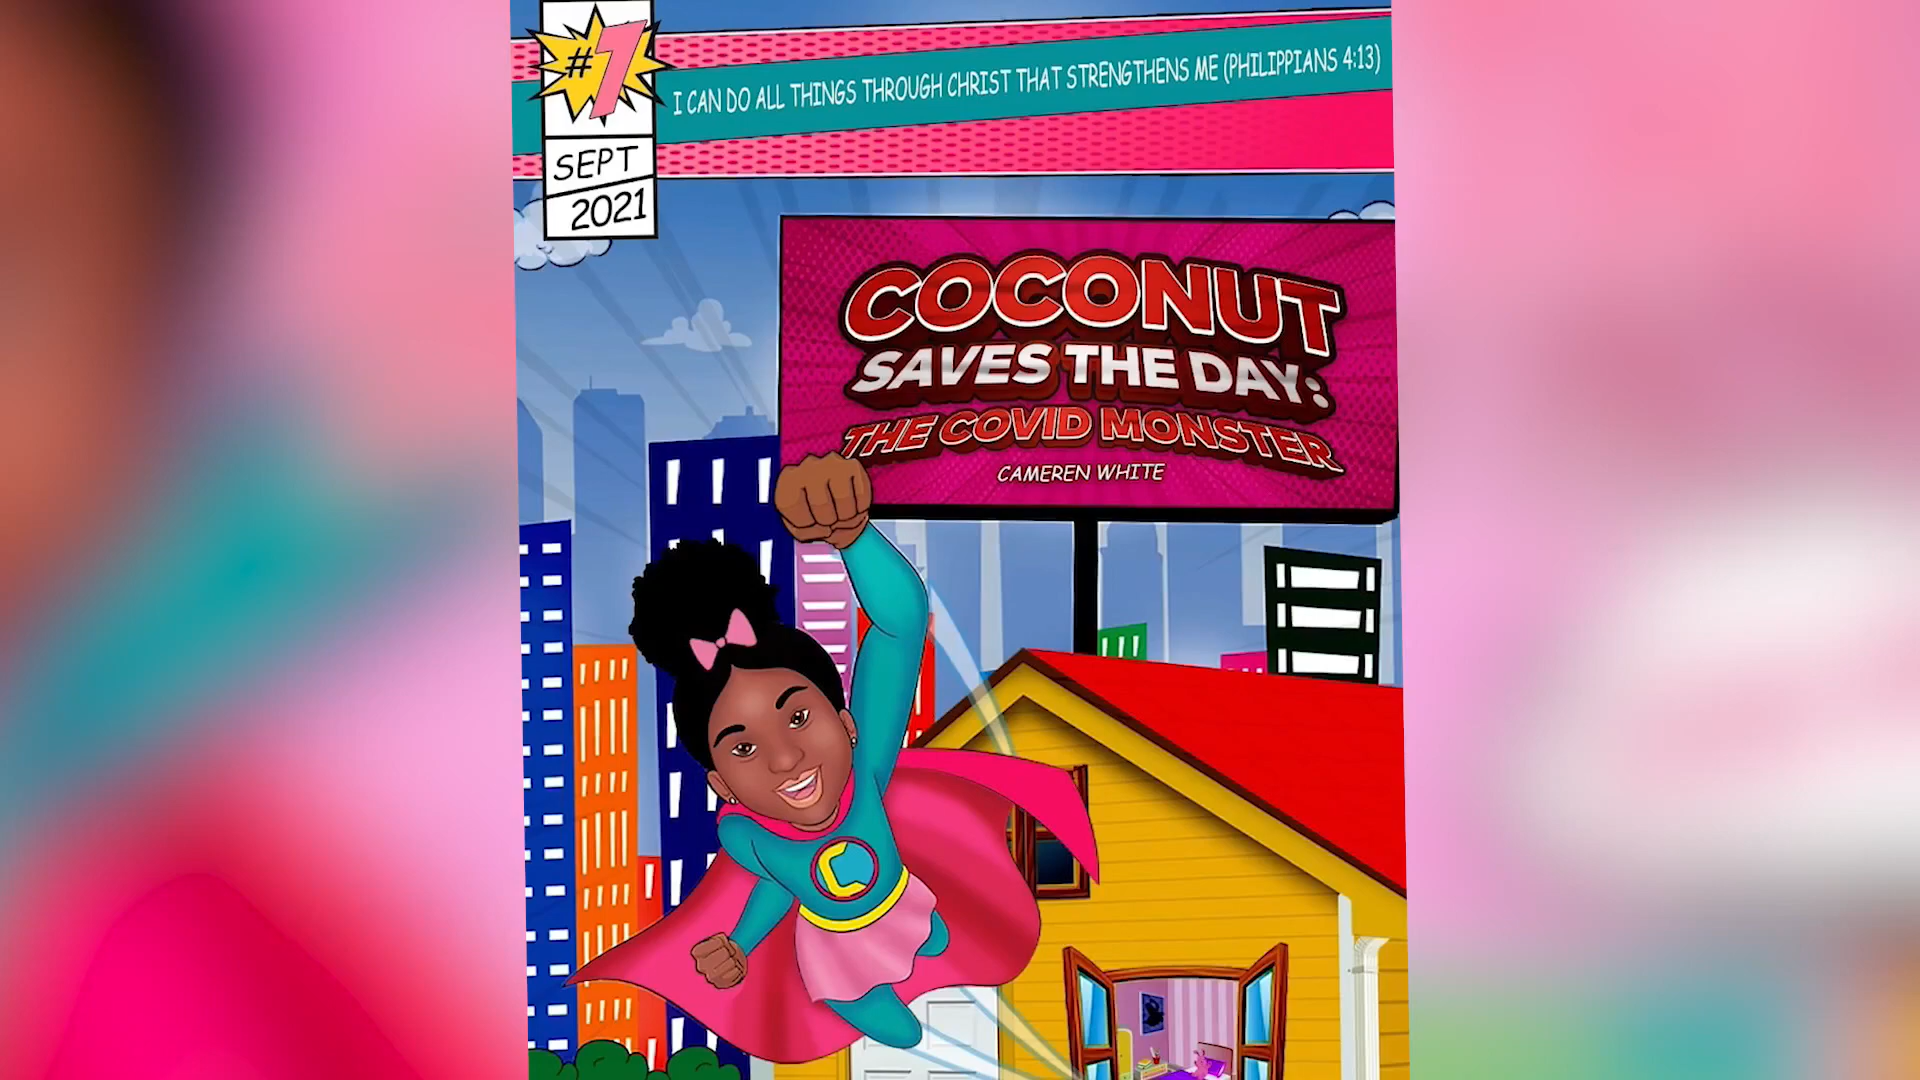 #1
SEPT
2021
I CAN DO ALL THINGS THROUGH CHRIST THAT STRENGTHENS ME (PHILIPPIANS 4:13)
COCONUT
SAVES THE DAY:
THE COVID MONSTER
CAMEREN WHITE
C